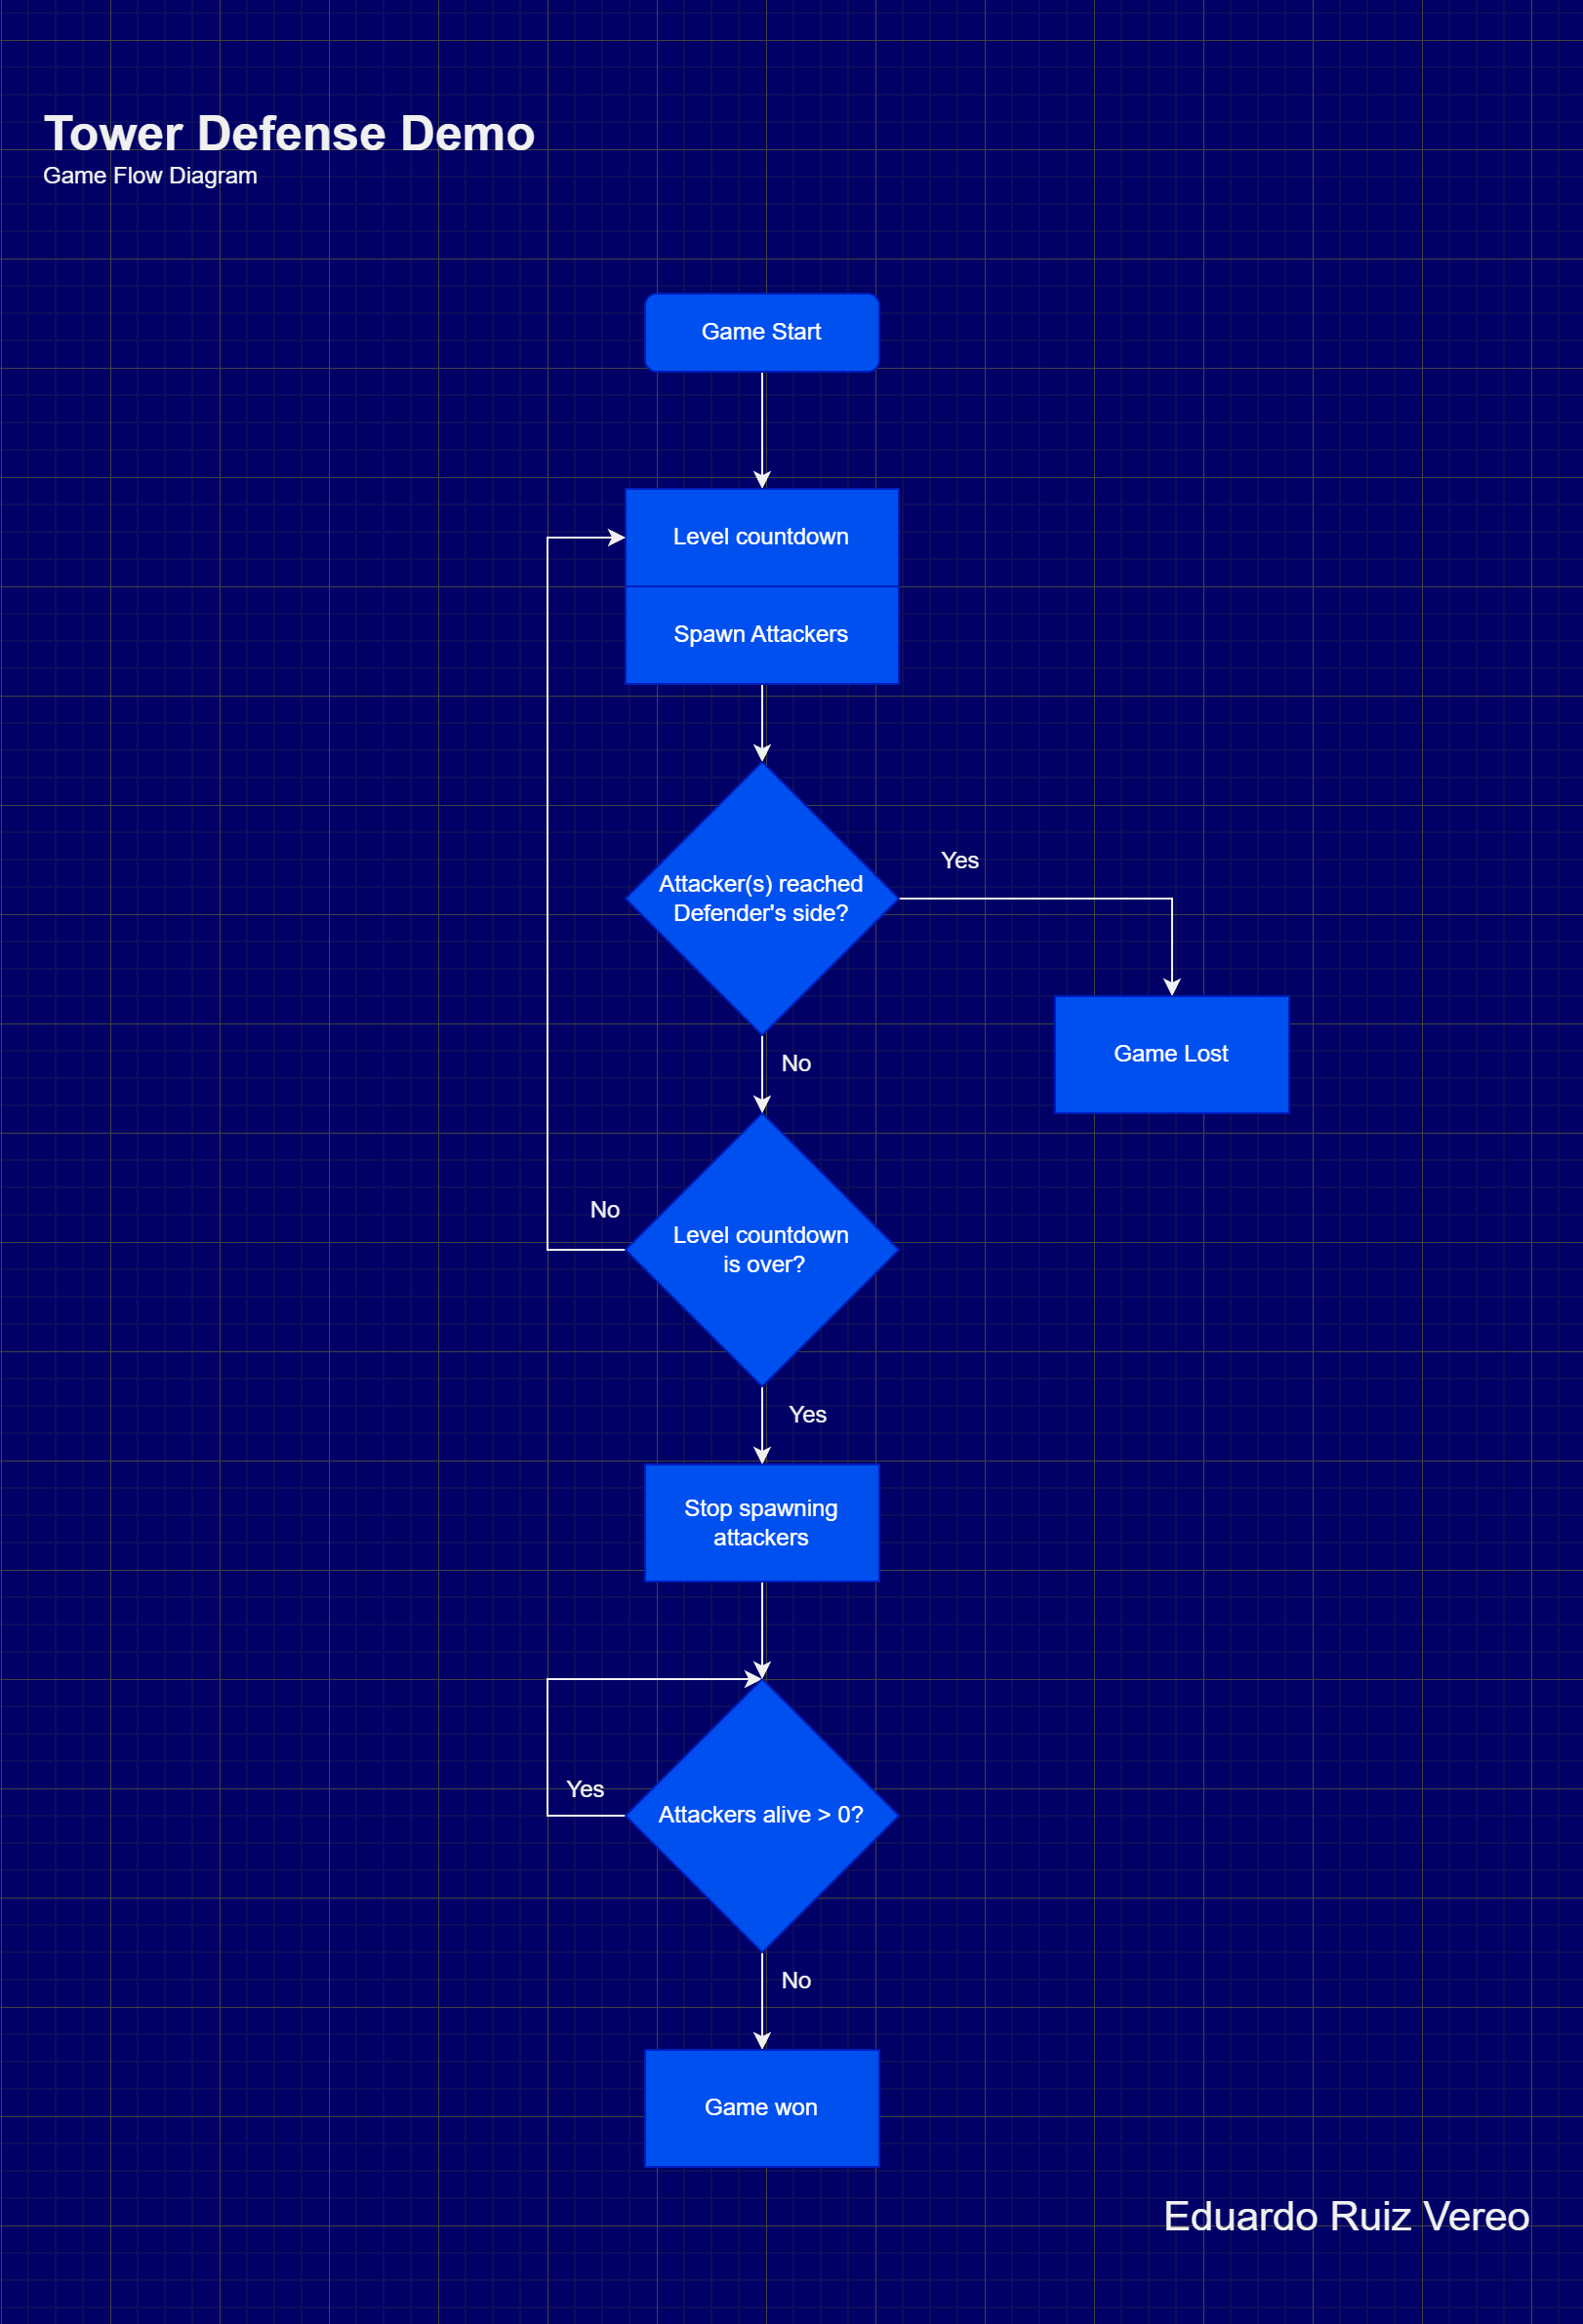 Tower Defense Demo
Game Flow Diagram
Game Start
Level countdown
Spawn Attackers
Attacker(s) reached
Defender's side?
Yes
Game Lost
No
Level countdown
is over?
No
Yes
Stop spawning
attackers
Attackers alive > 0?
Yes
No
Game won
Eduardo Ruiz Vereo